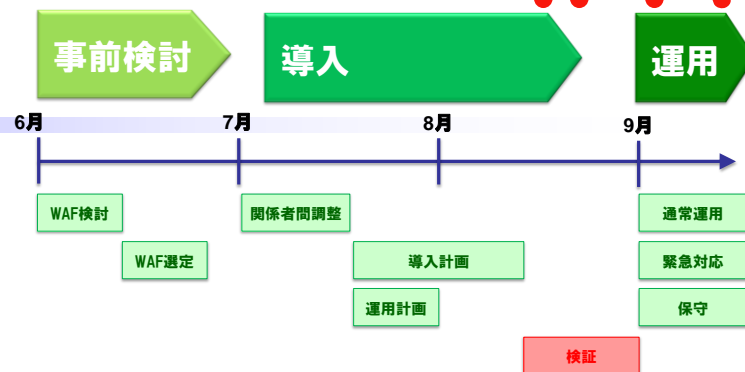 事前検討
導入
運用
6月
7月
8月
9月
WAF検討
関係者間調整
通常運用
WAF選定
導入計画
緊急対応
運用計画
保守
検証